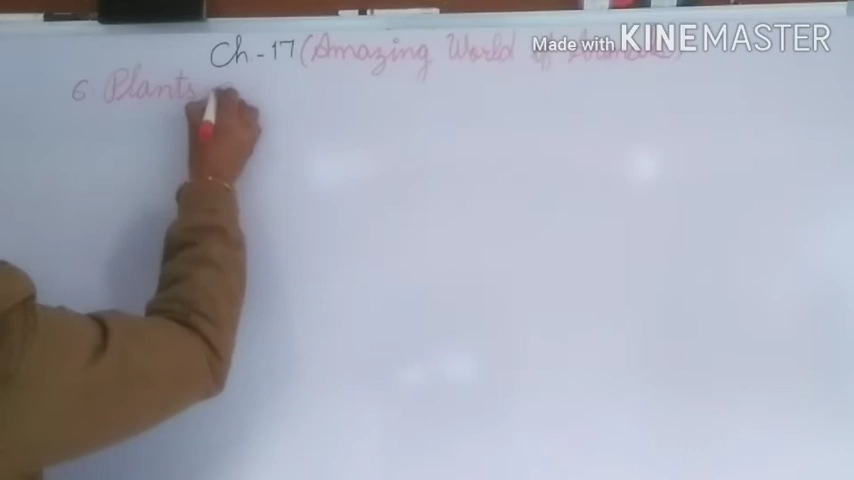 Made with KINEMASTER
Ch-17 (Amazing World of Animals)
6. Plants